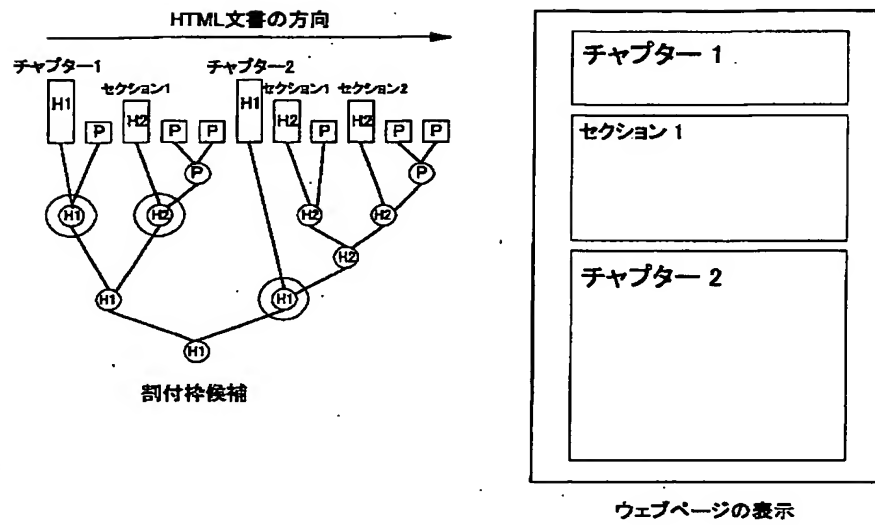 HTML文書の方向
チャプター1
セクション1
チャプター2
セクション1
セクション2
H1
P
H2
P
P
H1
H2
P
H2
P
P
P
P
H1
H2
H2
H2
H2
H1
H1
H1
割付枠候補
チャプター 1
セクション 1
チャプター 2
ウェブページの表示